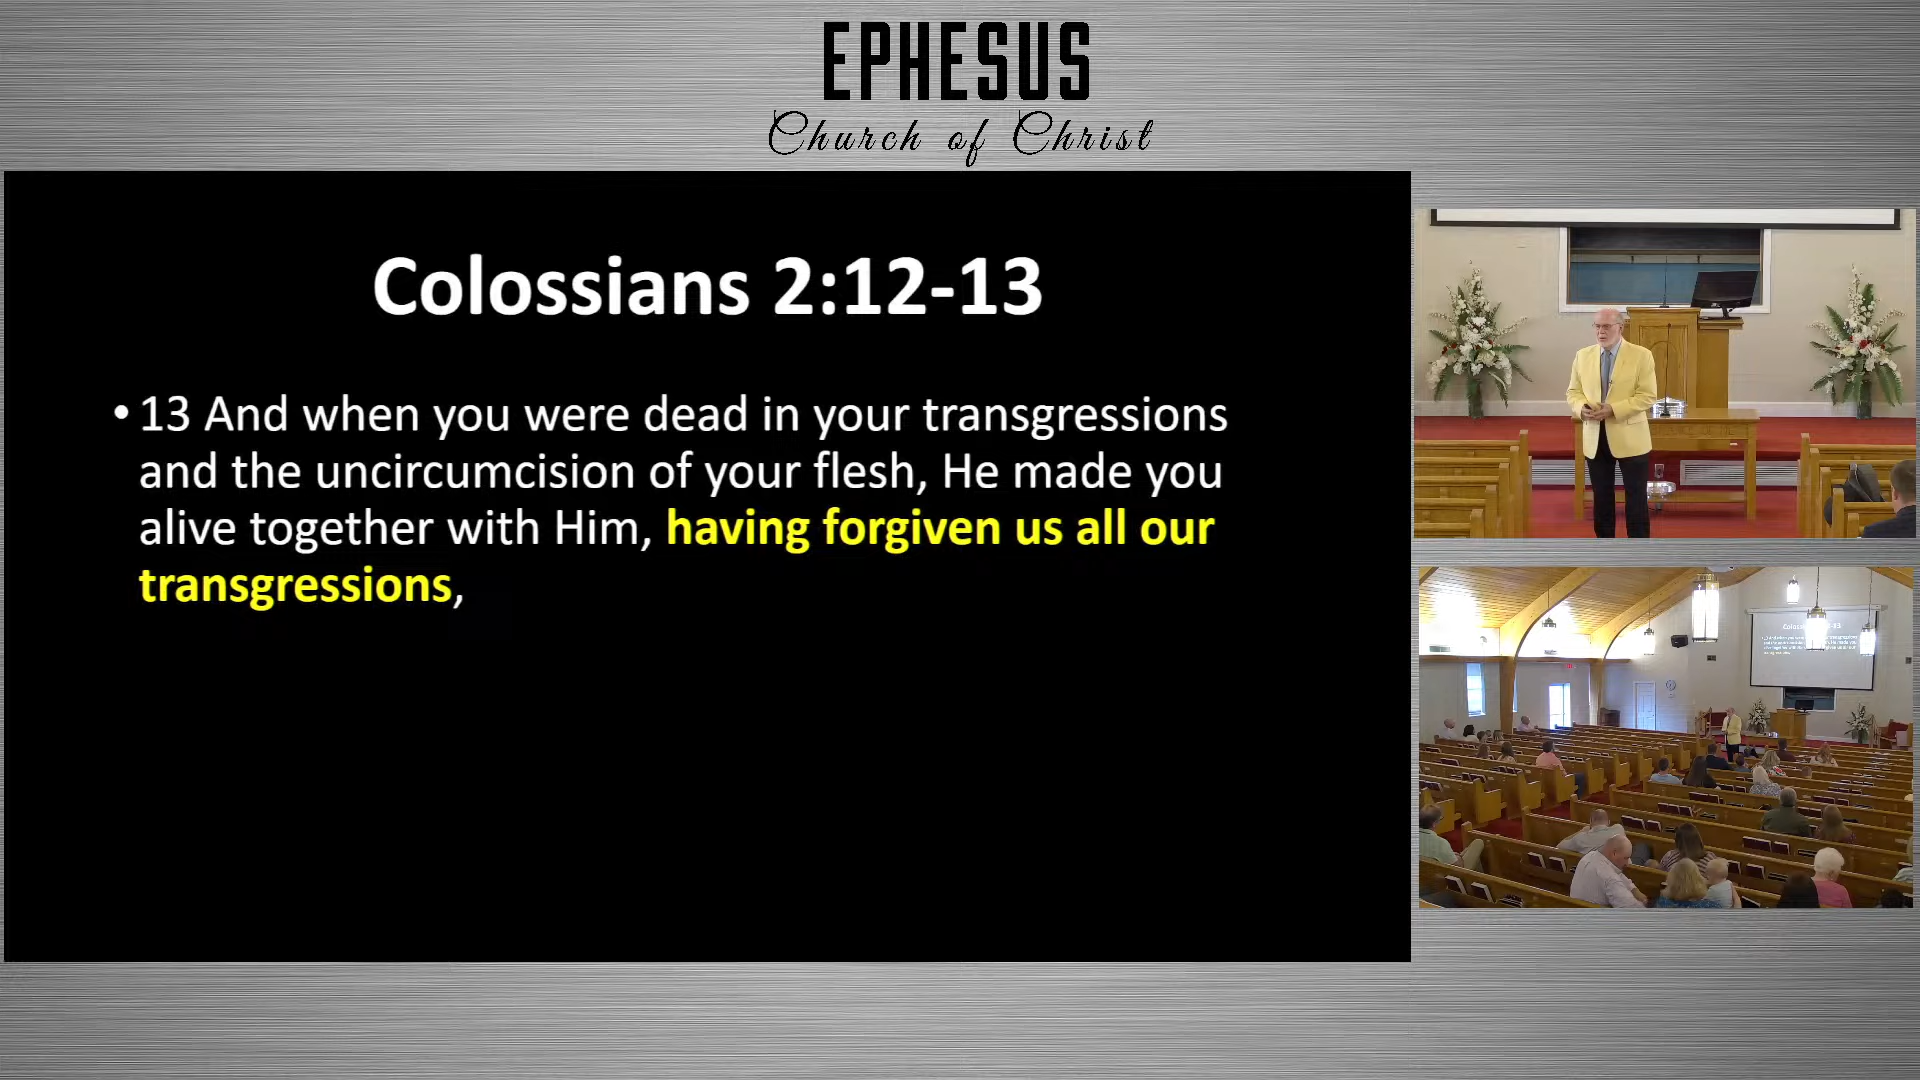 EPHESUS
Church of Christ
Colossians 2:12-13
• 13 And when you were dead in your transgressions
and the uncircumcision of your flesh, He made you
alive together with Him, having forgiven us all our
transgressions,